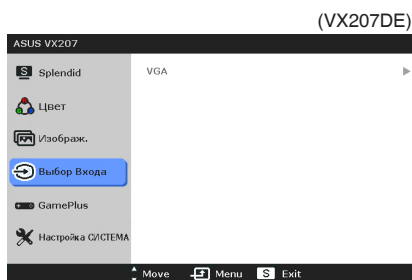 (VX207DE)
ASUS VX207
S Splendid
VGA
Цвет
Изображ.
Выбор Входа
GamePlus
Настройка СИСТЕМА
Move Menu S Exit